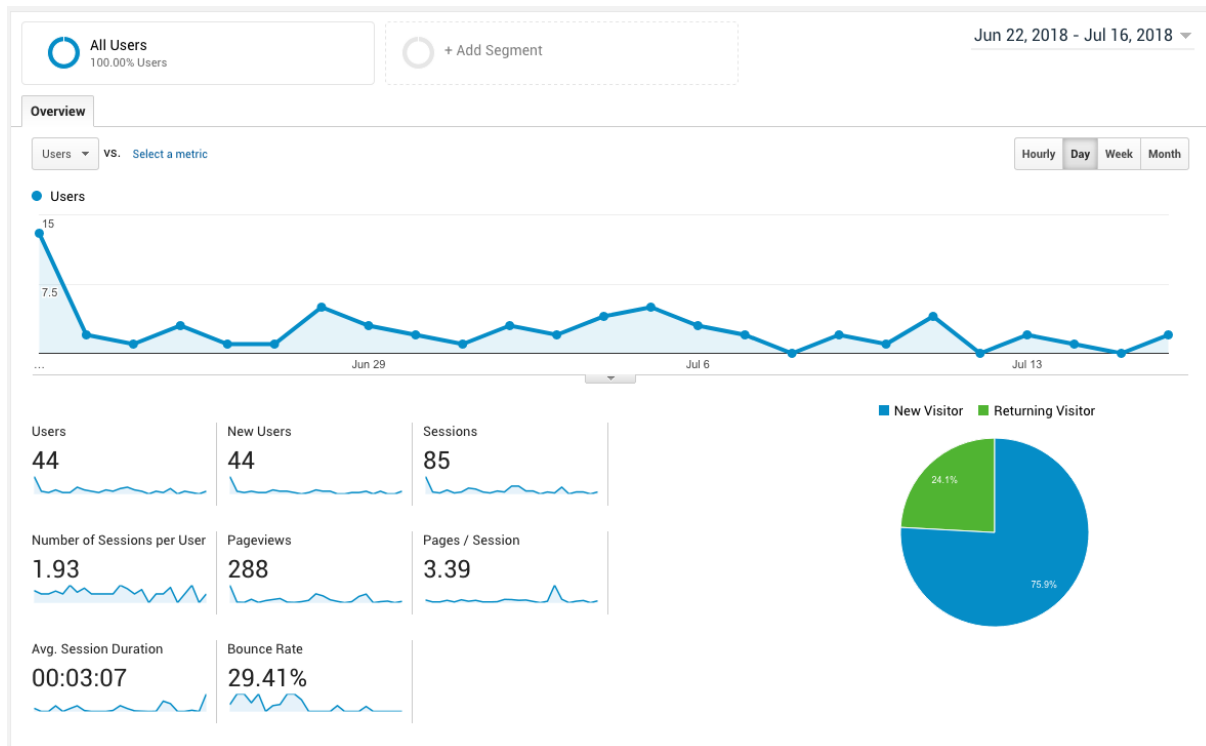 All Users
100.00% Users
+ Add Segment
Jun 22, 2018 - Jul 16, 2018
Overview
Users
VS.
Select a metric
Hourly
Day
Week
Month
Users
15
7.5
...
Jun 29
Jul 6
Jul 13
New Visitor
Returning Visitor
Users
44
New Users
44
Sessions
85
Number of Sessions per User
1.93
Pageviews
288
Pages / Session
3.39
Avg. Session Duration
00:03:07
Bounce Rate
29.41%
24.1%
75.9%